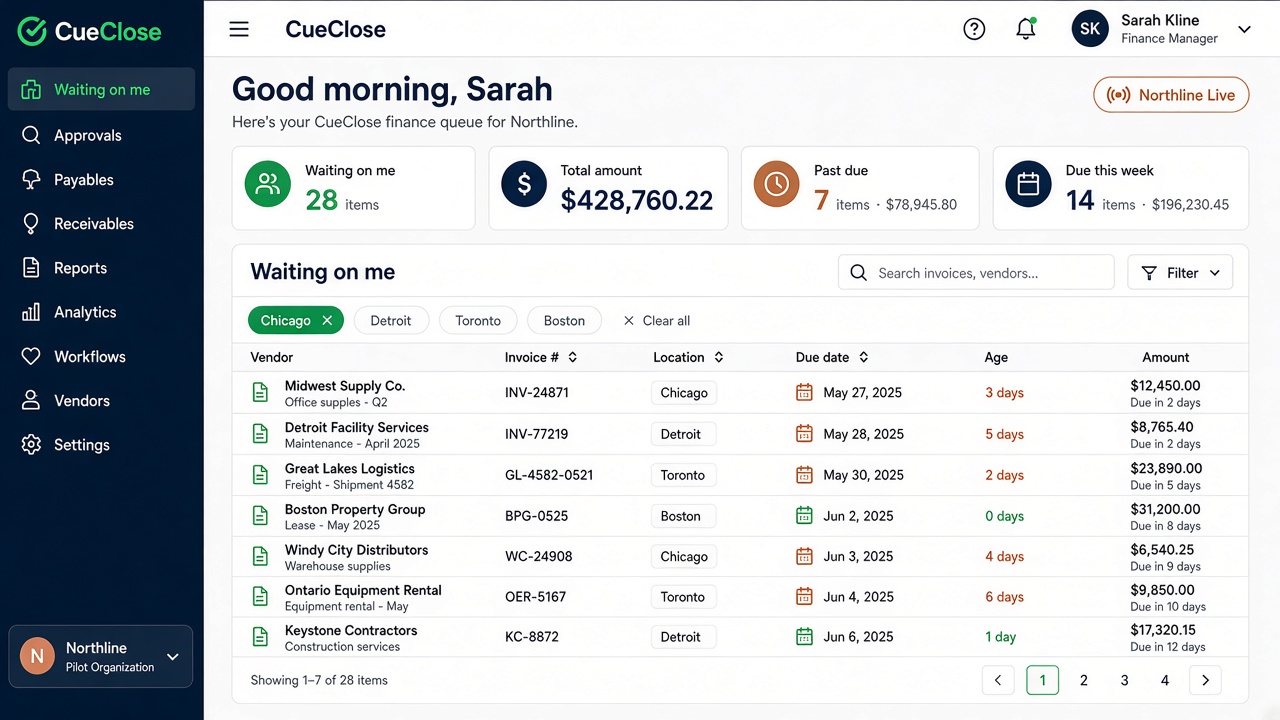 CueClose
CueClose
SK
Sarah Kline
Finance Manager
Waiting on me
Approvals
Payables
Receivables
Reports
Analytics
Workflows
Vendors
Settings
N
Northline
Pilot Organization
Good morning, Sarah
Here's your CueClose finance queue for Northline.
Northline Live
Waiting on me
28 items
Total amount
$428,760.22
Past due
7 items · $78,945.80
Due this week
14 items · $196,230.45
Waiting on me
Search invoices, vendors...
Filter
Chicago
Detroit
Toronto
Boston
Clear all
Vendor Invoice # Location Due date Age Amount
Midwest Supply Co. INV-24871 Chicago May 27, 2025 3 days $12,450.00
Office supples - Q2 Due in 2 days
Detroit Facility Services INV-77219 Detroit May 28, 2025 5 days $8,765.40
Maintenance - April 2025 Due in 2 days
Great Lakes Logistics GL-4582-0521 Toronto May 30, 2025 2 days $23,890.00
Freight - Shipment 4582 Due in 5 days
Boston Property Group BPG-0525 Boston Jun 2, 2025 0 days $31,200.00
Lease - May 2025 Due in 8 days
Windy City Distributors WC-24908 Chicago Jun 3, 2025 4 days $6,540.25
Warehouse supplies Due in 9 days
Ontario Equipment Rental OER-5167 Toronto Jun 4, 2025 6 days $9,850.00
Equipment rental - May Due in 10 days
Keystone Contractors KC-8872 Detroit Jun 6, 2025 1 day $17,320.15
Construction services Due in 12 days
Showing 1–7 of 28 items
1 2 3 4